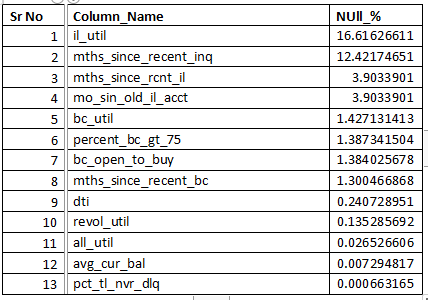 Sr No Column_Name NUll_%
1 il_util 16.61626611
2 mths_since_recent_inq 12.42174651
3 mths_since_rcnt_il 3.9033901
4 mo_sin_old_il_acct 3.9033901
5 bc_util 1.427131413
6 percent_bc_gt_75 1.387341504
7 bc_open_to_buy 1.384025678
8 mths_since_recent_bc 1.300466868
9 dti 0.240728951
10 revol_util 0.135285692
11 all_util 0.026526606
12 avg_cur_bal 0.007294817
13 pct_tl_nvr_dlq 0.000663165